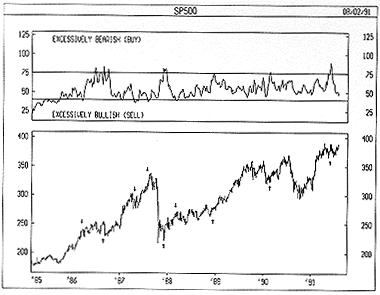 SP500 08/02/91
EXCESSIVELY BEARISH (BUY)
125 125
100 100
75 75
50 50
25 25
EXCESSIVELY BULLISH (SELL)
400 400
350 350
300 300
250 250
200 200
'85 '86 '87 '88 '89 '90 '91